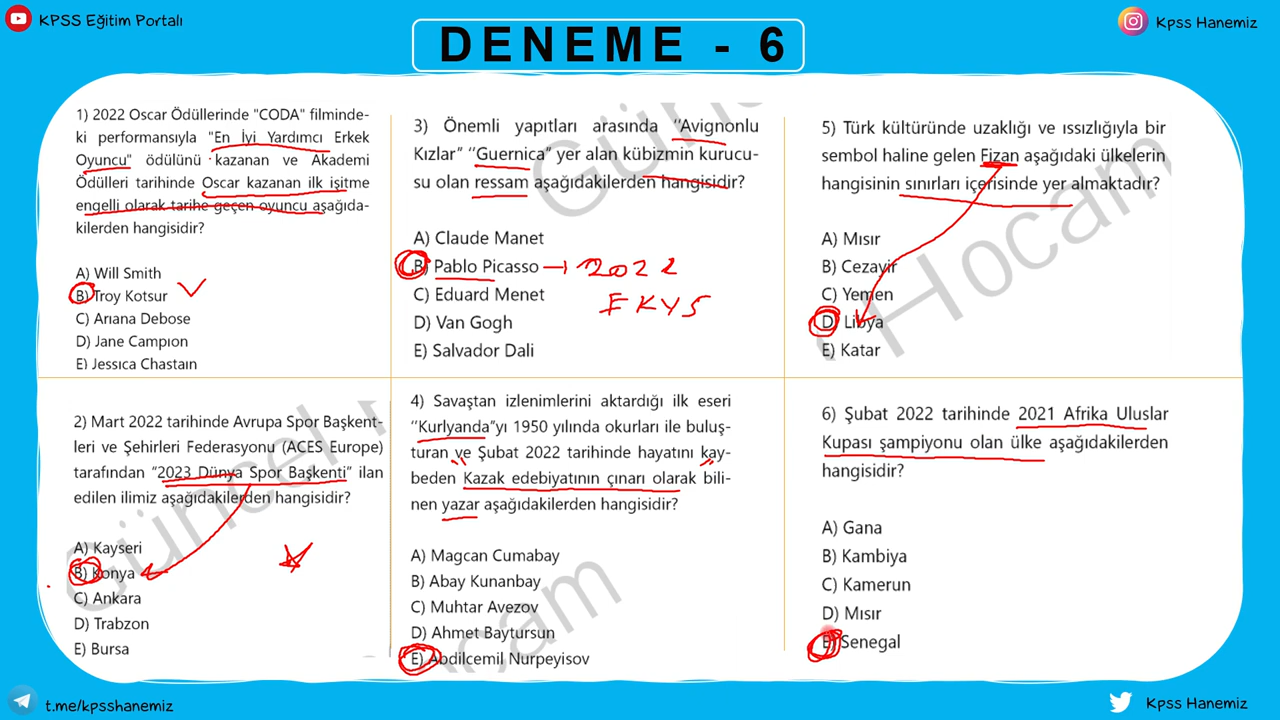 KPSS Eğitim Portalı
Kpss Hanemiz
DENEME - 6
1) 2022 Oscar Ödüllerinde "CODA" filminde-
ki performansıyla "En İyi Yardımcı Erkek
Oyuncu" ödülünü kazanan ve Akademi
Ödülleri tarihinde Oscar kazanan ilk işitme
engelli olarak tarihe geçen oyuncu aşağıda-
kilerden hangisidir?
A) Will Smith
B) Troy Kotsur
C) Arıana Debose
D) Jane Campıon
E) Jessıca Chastaın
2) Mart 2022 tarihinde Avrupa Spor Başkent-
leri ve Şehirleri Federasyonu (ACES Europe)
tarafından "2023 Dünya Spor Başkenti" ilan
edilen ilimiz aşağıdakilerden hangisidir?
A) Kayseri
B) Konya
C) Ankara
D) Trabzon
E) Bursa
3) Önemli yapıtları arasında ‘‘Avignonlu
Kızlar” ‘‘Guernica” yer alan kübizmin kurucu-
su olan ressam aşağıdakilerden hangisidir?
A) Claude Manet
B) Pablo Picasso → 2022
EKYS
C) Eduard Menet
D) Van Gogh
E) Salvador Dali
4) Savaştan izlenimlerini aktardığı ilk eseri
‘‘Kurlyanda”yı 1950 yılında okurları ile buluş-
turan ve Şubat 2022 tarihinde hayatını kay-
beden Kazak edebiyatının çınarı olarak bili-
nen yazar aşağıdakilerden hangisidir?
A) Magcan Cumabay
B) Abay Kunanbay
C) Muhtar Avezov
D) Ahmet Baytursun
E) Abdilcemil Nurpeyisov
5) Türk kültüründe uzaklığı ve ıssızlığıyla bir
sembol haline gelen Fizan aşağıdaki ülkelerin
hangisinin sınırları içerisinde yer almaktadır?
A) Mısır
B) Cezayir
C) Yemen
D) Libya
E) Katar
6) Şubat 2022 tarihinde 2021 Afrika Uluslar
Kupası şampiyonu olan ülke aşağıdakilerden
hangisidir?
A) Gana
B) Kambiya
C) Kamerun
D) Mısır
E) Senegal
Güncel Hocam
t.me/kpsshanemiz
Kpss Hanemiz